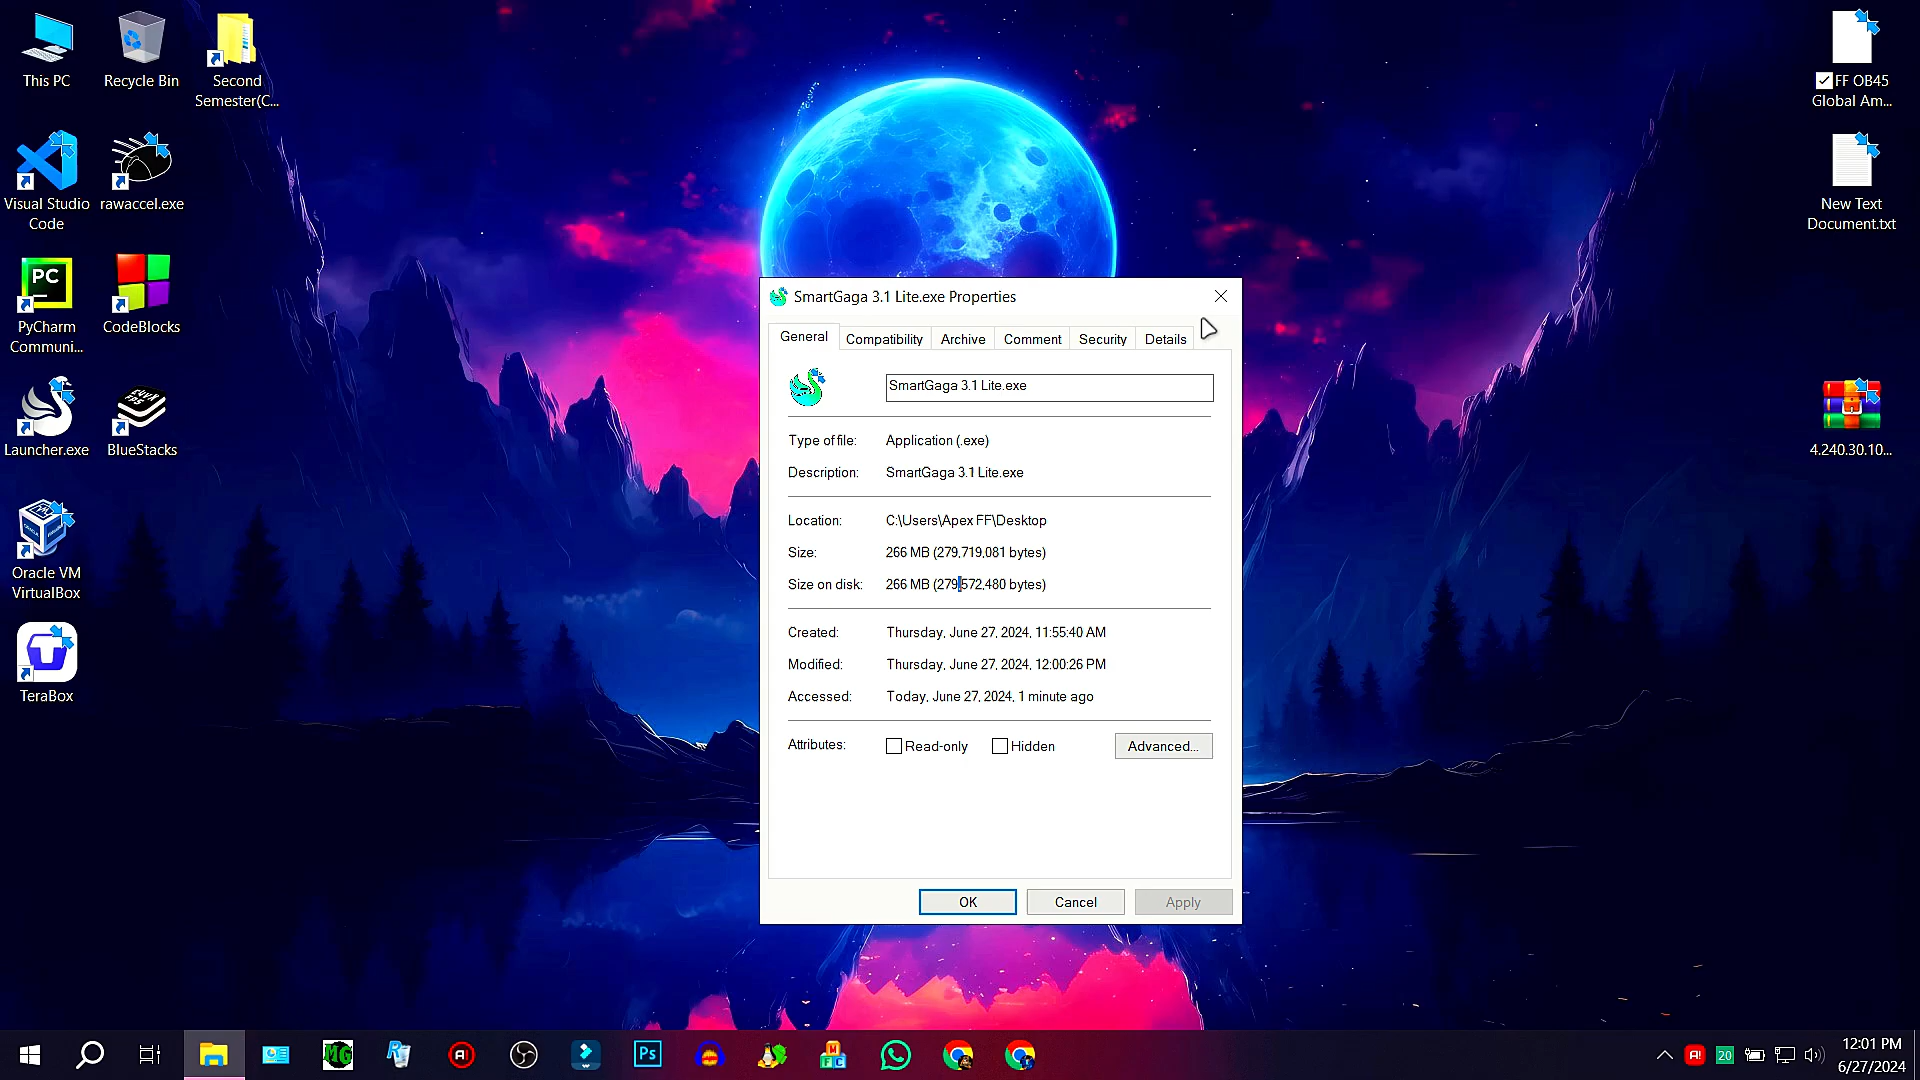 This PC
Recycle Bin
Second
Semester(C...
Visual Studio
Code
rawaccel.exe
PC
PyCharm
Communi...
CodeBlocks
Launcher.exe
BlueStacks
Oracle VM
VirtualBox
TeraBox
FF OB45
Global Am...
New Text
Document.txt
4.240.30.10...
SmartGaga 3.1 Lite.exe Properties
General
Compatibility
Archive
Comment
Security
Details
SmartGaga 3.1 Lite.exe
Type of file: Application (.exe)
Description: SmartGaga 3.1 Lite.exe
Location: C:\Users\Apex FF\Desktop
Size: 266 MB (279,719,081 bytes)
Size on disk: 266 MB (279,572,480 bytes)
Created: Thursday, June 27, 2024, 11:55:40 AM
Modified: Thursday, June 27, 2024, 12:00:26 PM
Accessed: Today, June 27, 2024, 1 minute ago
Attributes: Read-only Hidden Advanced...
OK Cancel Apply
MG
Ps
20
12:01 PM
6/27/2024